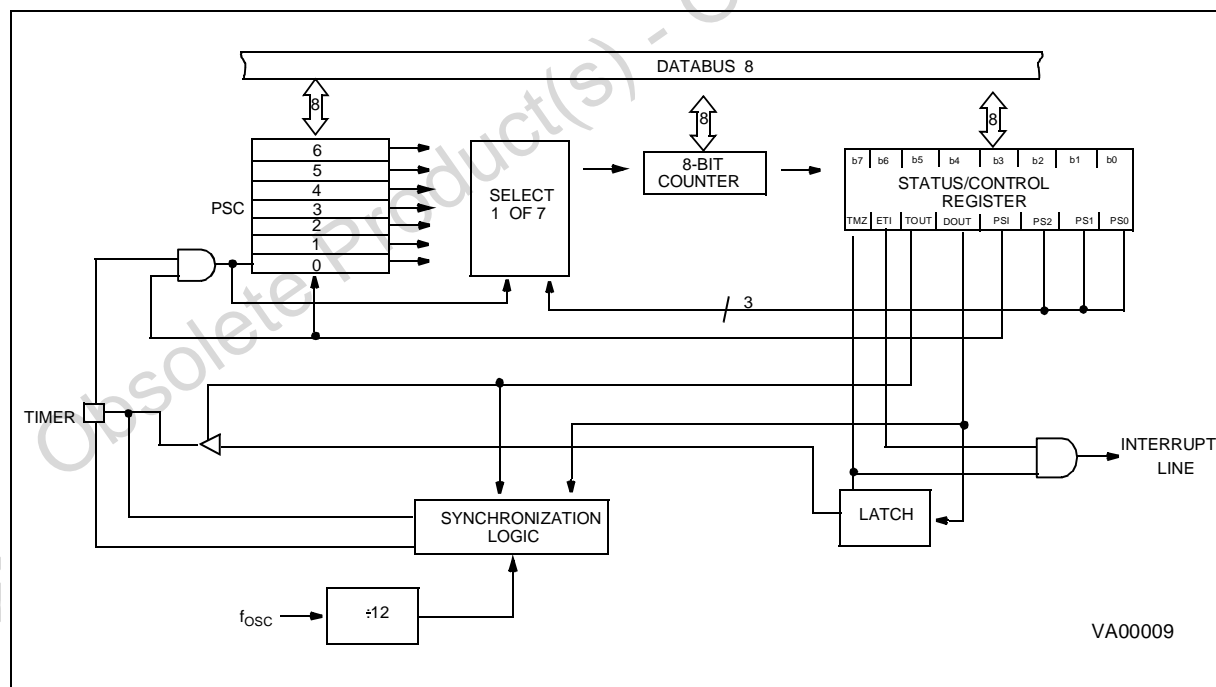 DATABUS 8
8
8
8
6
5
4
PSC 3
2
1
0
SELECT
1 OF 7
8-BIT
COUNTER
b7 b6 b5 b4 b3 b2 b1 b0
STATUS/CONTROL
REGISTER
TMZ ETI TOUT DOUT PSI PS2 PS1 PS0
3
TIMER
INTERRUPT
LINE
SYNCHRONIZATION
LOGIC
LATCH
fOSC
÷12
VA00009
Obsolete Product(s) -